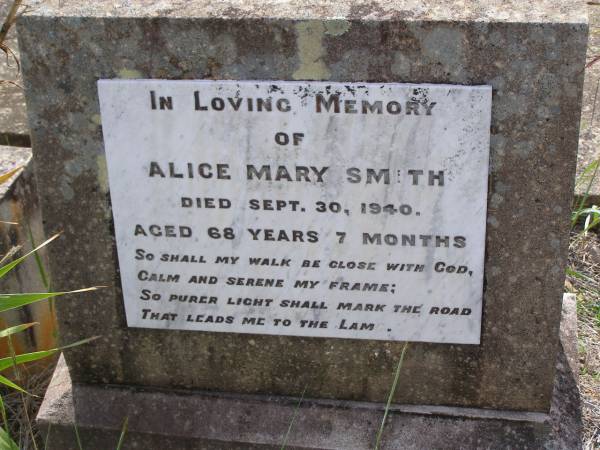 In Loving Memory
OF
ALICE MARY SM TH
DIED SEPT. 30, 1940.
AGED 68 YEARS 7 MONTHS
So shall my walk be close with God,
Calm and serene my frame;
So purer light shall mark the road
That leads me to the Lam .